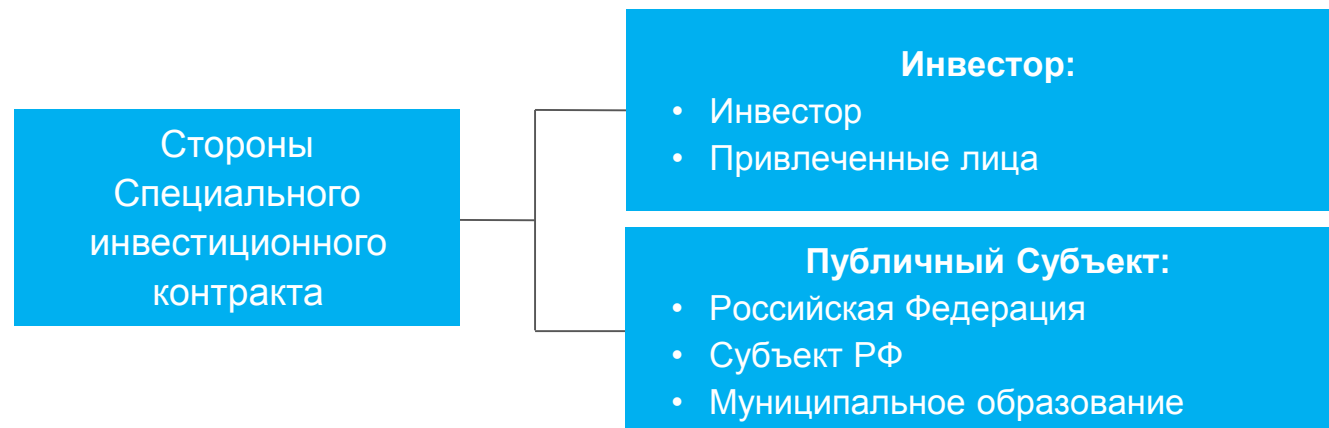 Стороны
Специального
инвестиционного
контракта
Инвестор:
• Инвестор
• Привлеченные лица
Публичный Субъект:
• Российская Федерация
• Субъект РФ
• Муниципальное образование